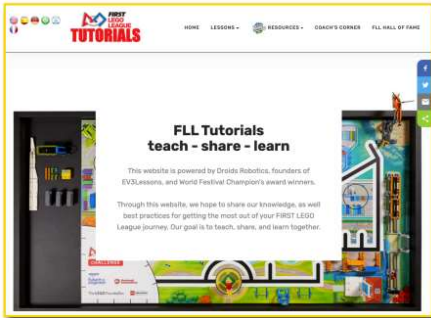 FIRST
LEGO
LEAGUE
TUTORIALS
HOME LESSONS RESOURCES COACH'S CORNER FLL HALL OF FAME
FLL Tutorials
teach - share - learn
This website is powered by Droids Robotics, founders of
EV3Lessons, and World Festival Champion's award winners.
Through this website, we hope to share our knowledge, as well
best practices for getting the most out of your FIRST LEGO
League journey. Our goal is to teach, share, and learn together.
CHALLENGE